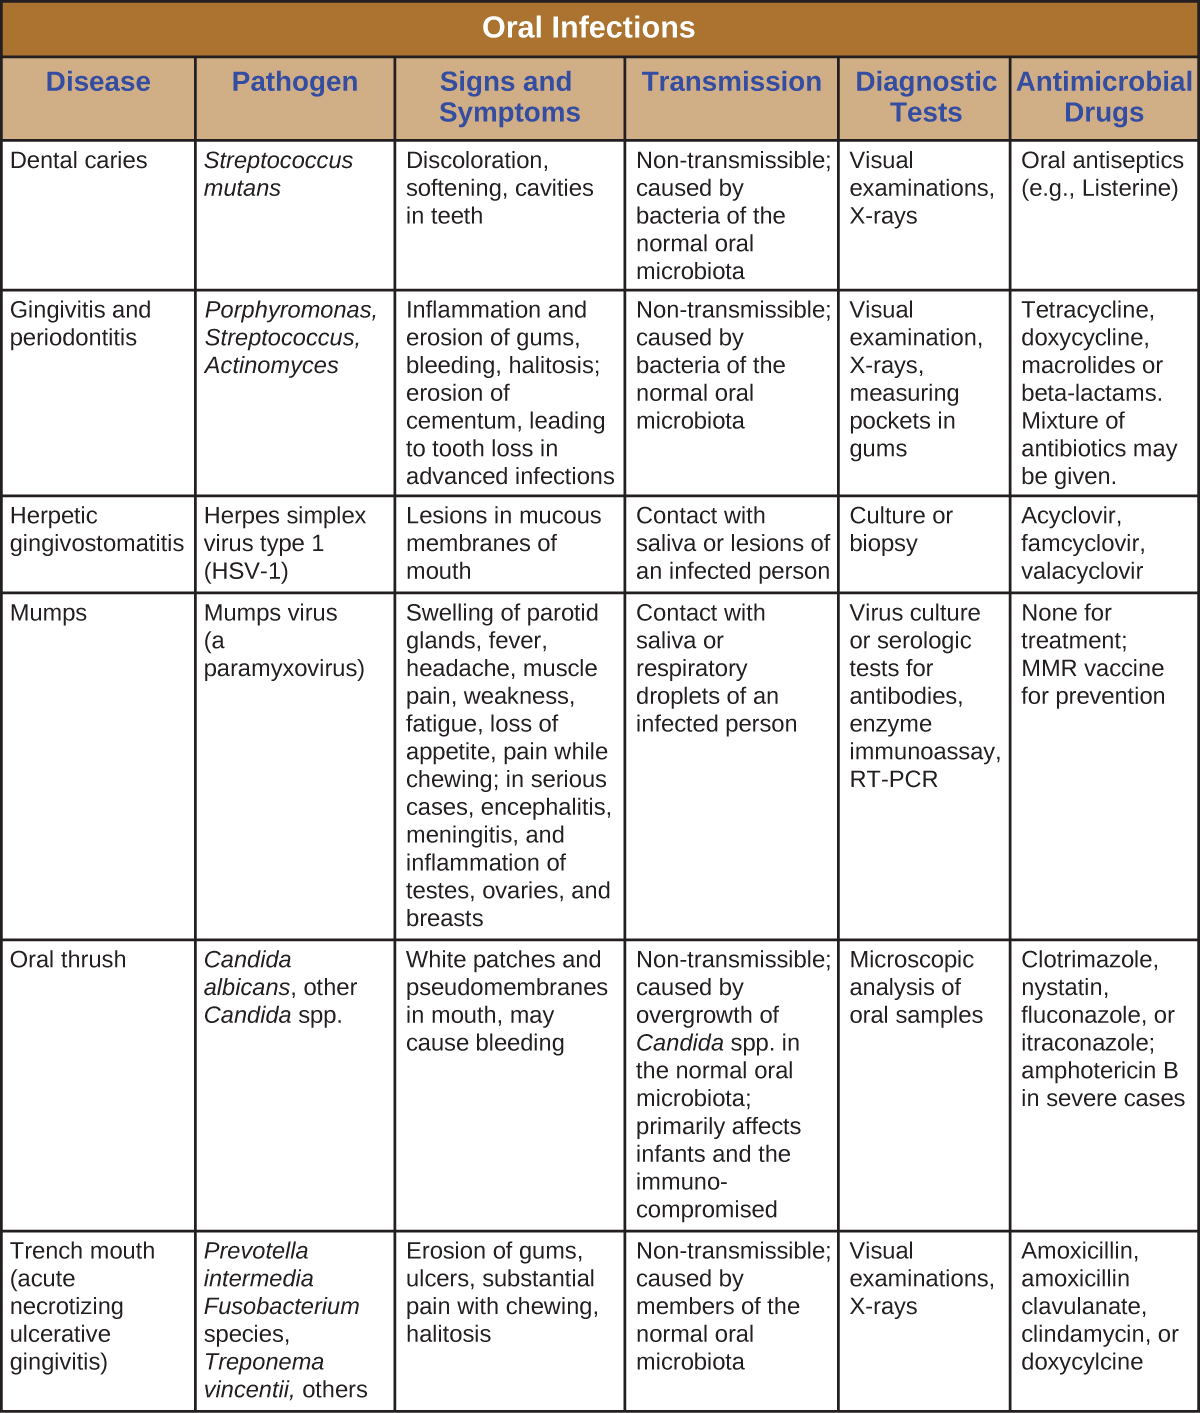 Oral Infections
Disease
Pathogen
Signs and
Symptoms
Transmission
Diagnostic
Tests
Antimicrobial
Drugs
Dental caries
Streptococcus
mutans
Discoloration,
softening, cavities
in teeth
Non-transmissible;
caused by
bacteria of the
normal oral
microbiota
Visual
examinations,
X-rays
Oral antiseptics
(e.g., Listerine)
Gingivitis and
periodontitis
Porphyromonas,
Streptococcus,
Actinomyces
Inflammation and
erosion of gums,
bleeding, halitosis;
erosion of
cementum, leading
to tooth loss in
advanced infections
Non-transmissible;
caused by
bacteria of the
normal oral
microbiota
Visual
examination,
X-rays,
measuring
pockets in
gums
Tetracycline,
doxycycline,
macrolides or
beta-lactams.
Mixture of
antibiotics may
be given.
Herpetic
gingivostomatitis
Herpes simplex
virus type 1
(HSV-1)
Lesions in mucous
membranes of
mouth
Contact with
saliva or lesions of
an infected person
Culture or
biopsy
Acyclovir,
famcyclovir,
valacyclovir
Mumps
Mumps virus
(a
paramyxovirus)
Swelling of parotid
glands, fever,
headache, muscle
pain, weakness,
fatigue, loss of
appetite, pain while
chewing; in serious
cases, encephalitis,
meningitis, and
inflammation of
testes, ovaries, and
breasts
Contact with
saliva or
respiratory
droplets of an
infected person
Virus culture
or serologic
tests for
antibodies,
enzyme
immunoassay,
RT-PCR
None for
treatment;
MMR vaccine
for prevention
Oral thrush
Candida
albicans, other
Candida spp.
White patches and
pseudomembranes
in mouth, may
cause bleeding
Non-transmissible;
caused by
overgrowth of
Candida spp. in
the normal oral
microbiota;
primarily affects
infants and the
immuno-
compromised
Microscopic
analysis of
oral samples
Clotrimazole,
nystatin,
fluconazole, or
itraconazole;
amphotericin B
in severe cases
Trench mouth
(acute
necrotizing
ulcerative
gingivitis)
Prevotella
intermedia
Fusobacterium
species,
Treponema
vincentii, others
Erosion of gums,
ulcers, substantial
pain with chewing,
halitosis
Non-transmissible;
caused by
members of the
normal oral
microbiota
Visual
examinations,
X-rays
Amoxicillin,
amoxicillin
clavulanate,
clindamycin, or
doxycylcine